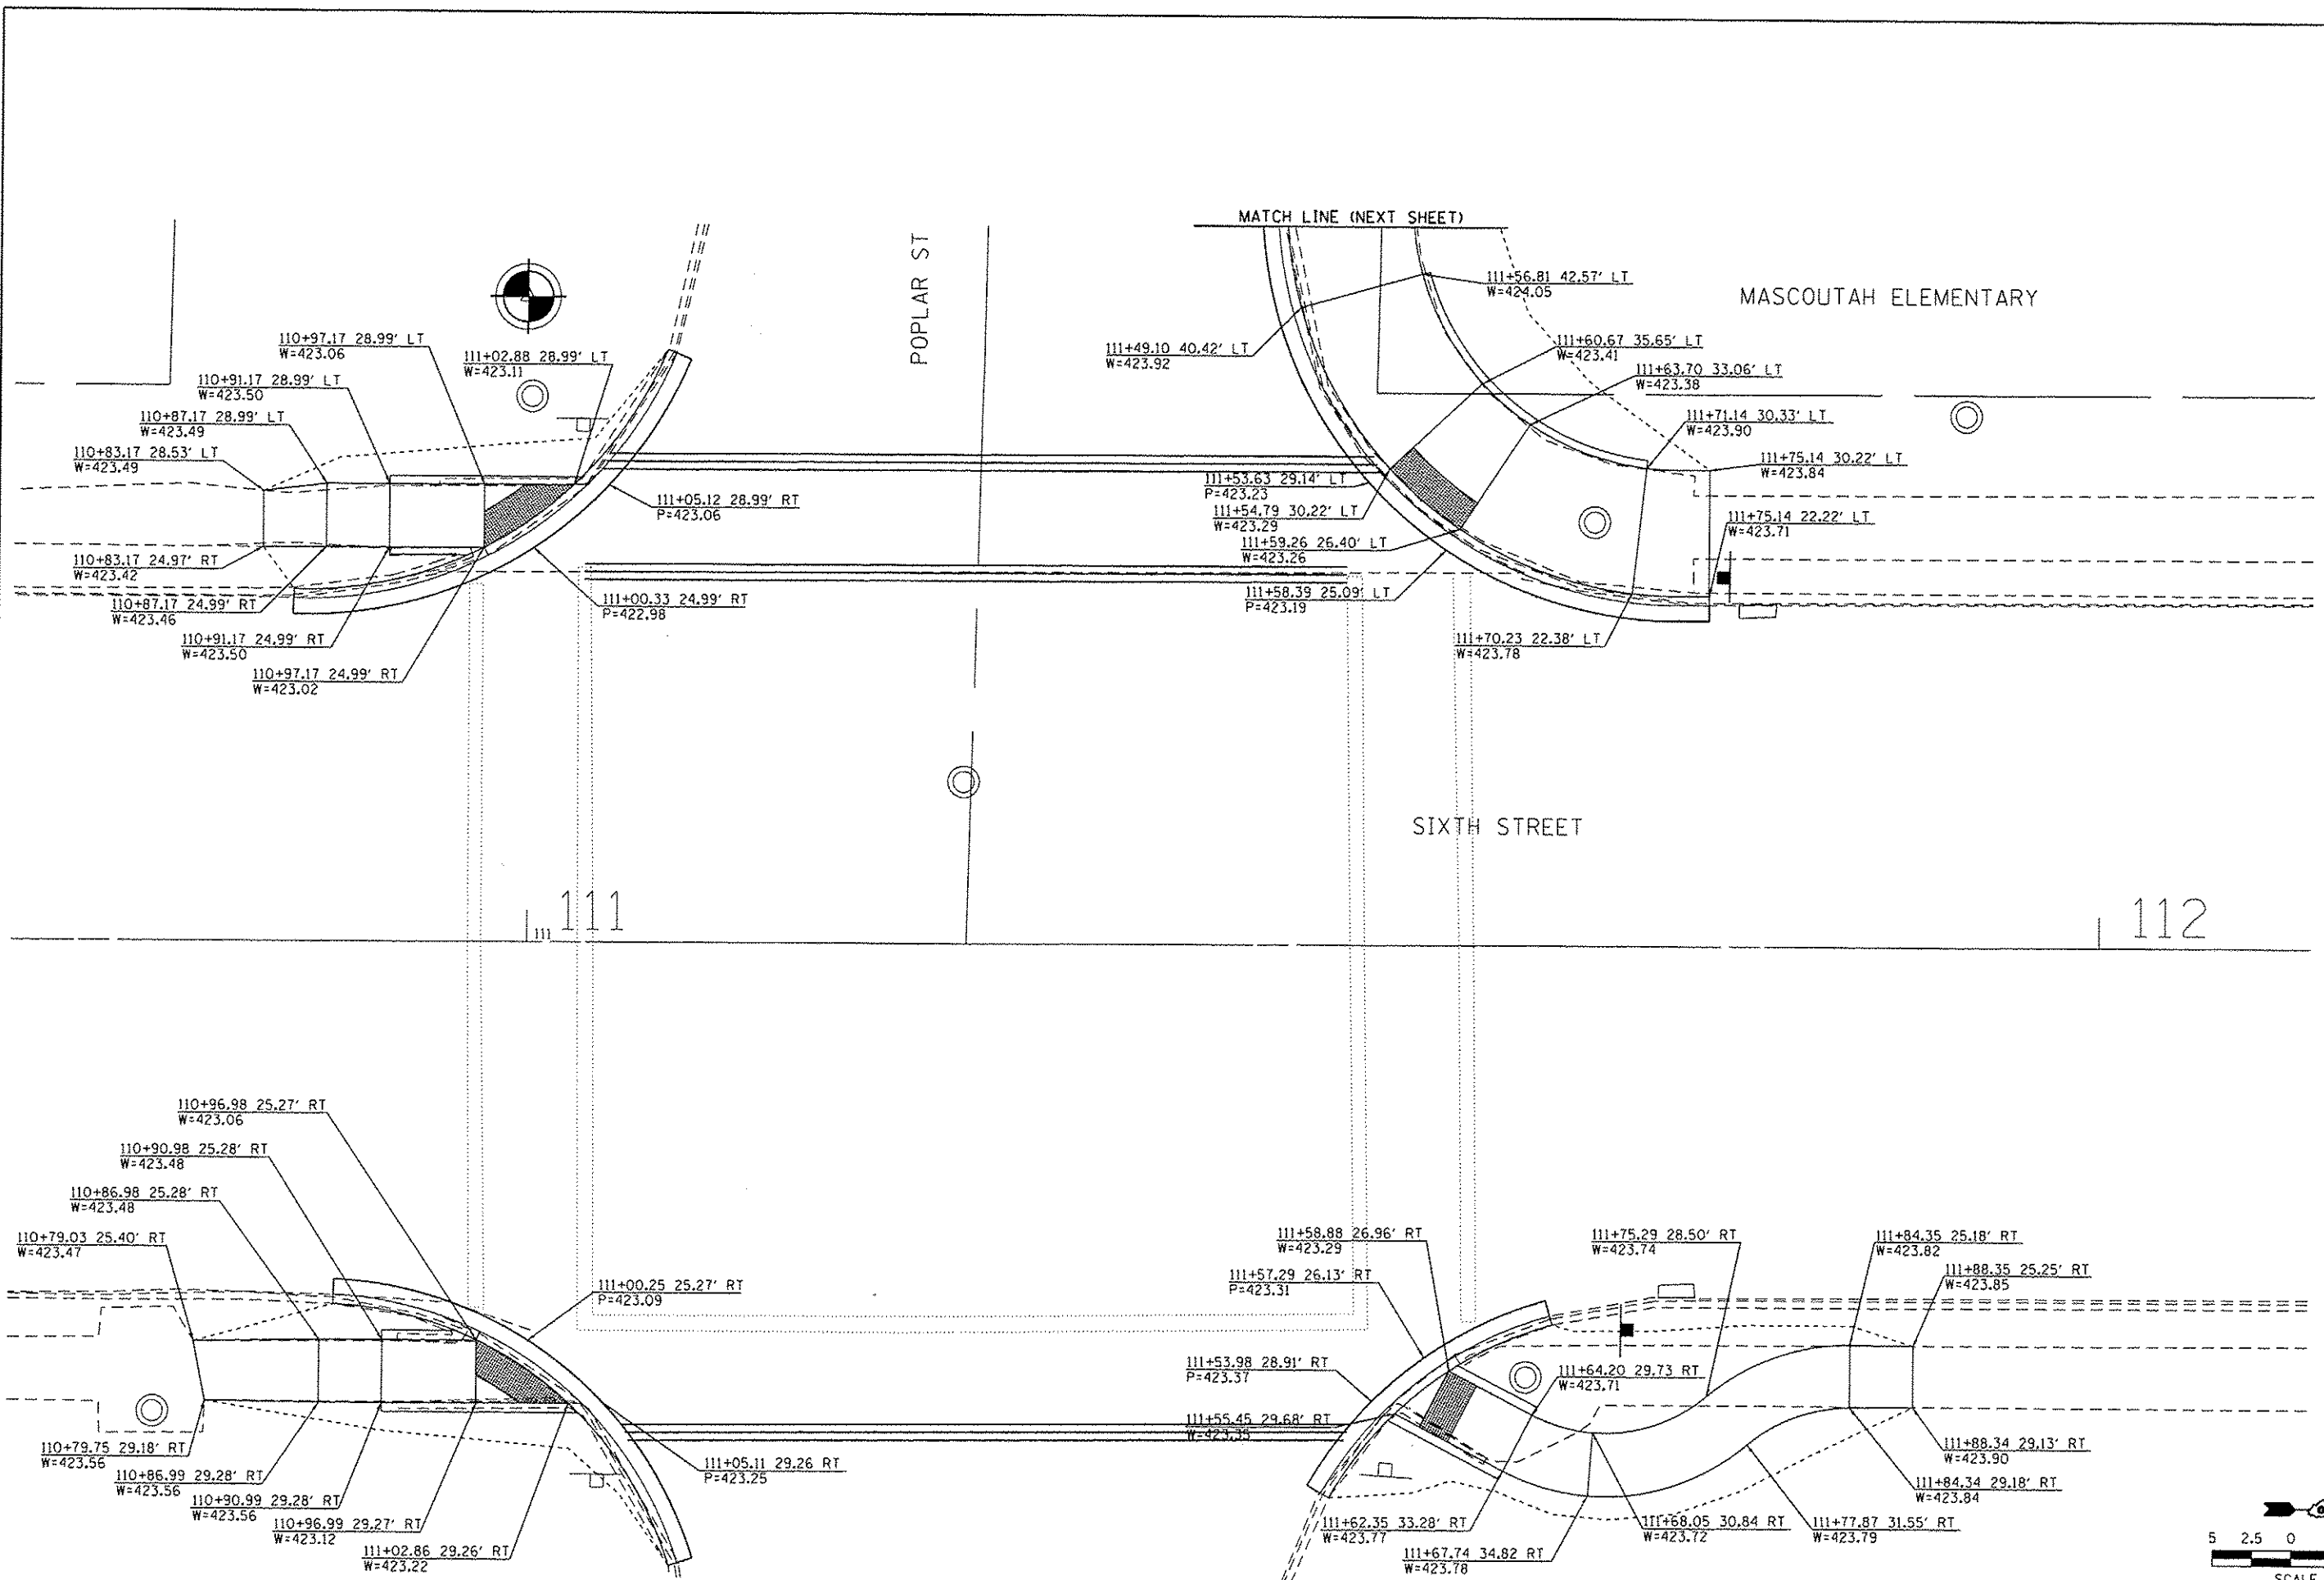 MATCH LINE (NEXT SHEET)
POPLAR ST
111+56.81 42.57' LT
W=424.05
MASCOUTAH ELEMENTARY
110+97.17 28.99' LT
W=423.06
111+02.88 28.99' LT
W=423.11
111+49.10 40.42' LT
W=423.92
111+60.67 35.65' LT
W=423.41
111+63.70 33.06' LT
W=423.38
110+91.17 28.99' LT
W=423.50
110+87.17 28.99' LT
W=423.49
111+71.14 30.33' LT
W=423.90
110+83.17 28.53' LT
W=423.49
111+75.14 30.22' LT
W=423.84
111+53.63 29.14' LT
P=423.23
111+05.12 28.99' RT
P=423.06
111+54.79 30.22' LT
W=423.29
111+75.14 22.22' LT
W=423.71
111+59.26 26.40' LT
W=423.26
110+83.17 24.97' RT
W=423.42
111+58.39 25.09' LT
P=423.19
110+87.17 24.99' RT
W=423.46
111+00.33 24.99' RT
P=422.98
110+91.17 24.99' RT
W=423.50
111+70.23 22.38' LT
W=423.78
110+97.17 24.99' RT
W=423.02
SIXTH STREET
111
111
112
110+96.98 25.27' RT
W=423.06
110+90.98 25.28' RT
W=423.48
110+86.98 25.28' RT
W=423.48
110+79.03 25.40' RT
W=423.47
111+58.88 26.96' RT
W=423.29
111+75.29 28.50' RT
W=423.74
111+84.35 25.18' RT
W=423.82
111+57.29 26.13' RT
P=423.31
111+88.35 25.25' RT
W=423.85
111+00.25 25.27' RT
P=423.09
111+53.98 28.91' RT
P=423.37
111+64.20 29.73 RT
W=423.71
111+55.45 29.68' RT
W=423.35
110+79.75 29.18' RT
W=423.56
111+05.11 29.26 RT
P=423.25
111+88.34 29.13' RT
W=423.90
110+86.99 29.28' RT
W=423.56
111+84.34 29.18' RT
W=423.84
110+90.99 29.28' RT
W=423.56
110+96.99 29.27' RT
W=423.12
111+62.35 33.28' RT
W=423.77
111+68.05 30.84 RT
W=423.72
111+77.87 31.55' RT
W=423.79
111+02.86 29.26' RT
W=423.22
111+67.74 34.82 RT
W=423.78
5 2.5 0
SCALE